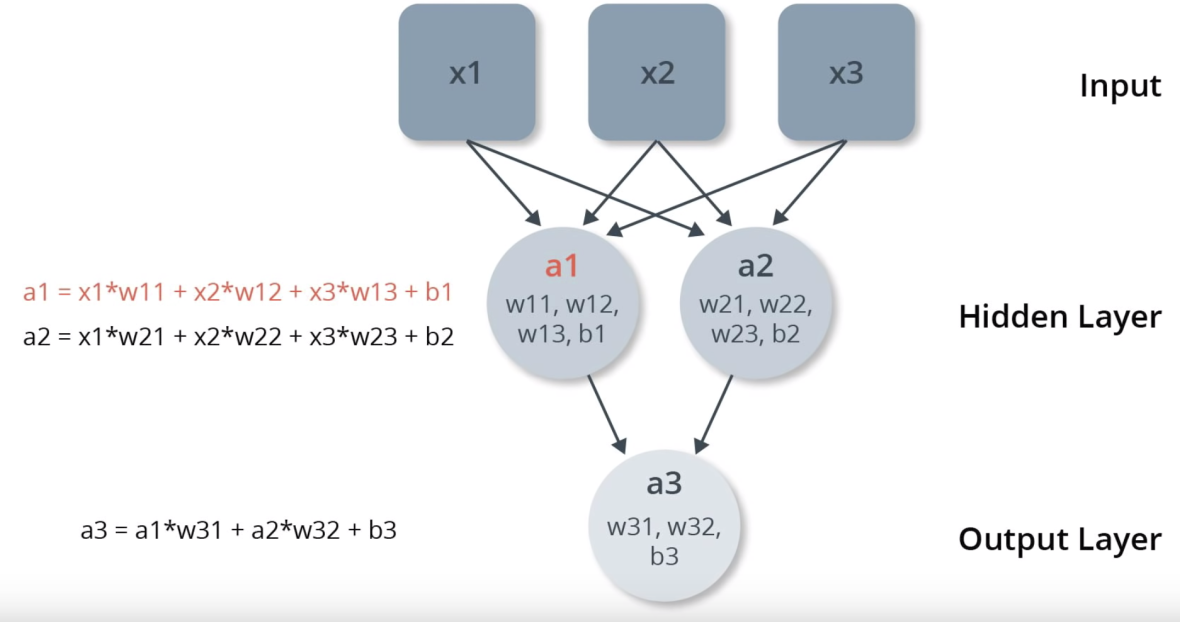 x1
x2
x3
Input
a1
w11, w12,
w13, b1
a2
w21, w22,
w23, b2
a1 = x1*w11 + x2*w12 + x3*w13 + b1
a2 = x1*w21 + x2*w22 + x3*w23 + b2
Hidden Layer
a3
w31, w32,
b3
a3 = a1*w31 + a2*w32 + b3
Output Layer